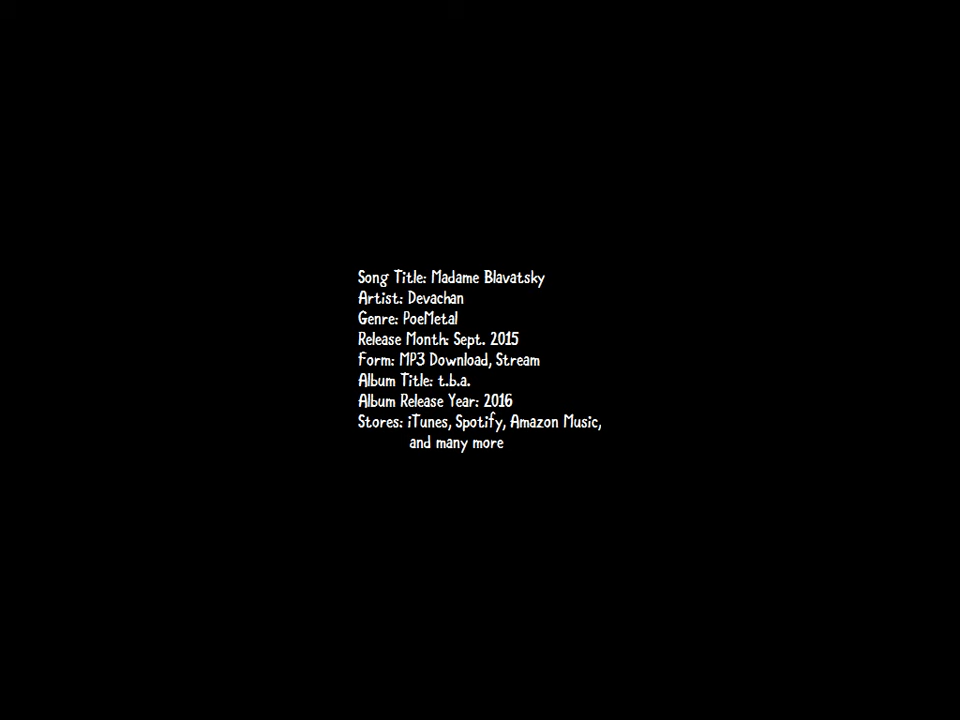 Song Title: Madame Blavatsky
Artist: Devachan
Genre: PoeMetal
Release Month: Sept. 2015
Form: MP3 Download, Stream
Album Title: t.b.a.
Album Release Year: 2016
Stores: iTunes, Spotify, Amazon Music,
and many more